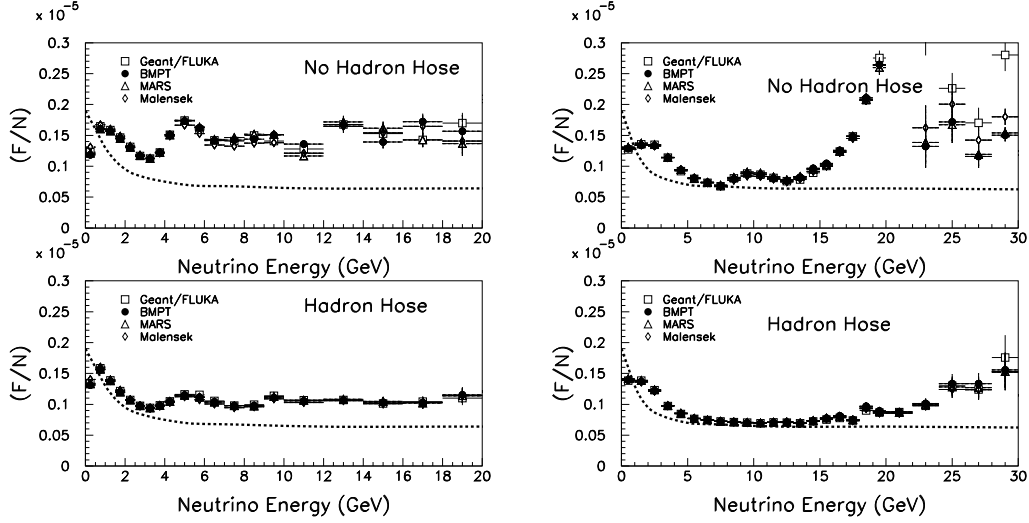 x 10-5
(F/N)
0.3
0.25
0.2
0.15
0.1
0.05
0
Geant/FLUKA
BMPT
MARS
Malensek
No Hadron Hose
0 2 4 6 8 10 12 14 16 18 20
Neutrino Energy (GeV)
x 10-5
(F/N)
0.3
0.25
0.2
0.15
0.1
0.05
0
Geant/FLUKA
BMPT
MARS
Malensek
No Hadron Hose
0 5 10 15 20 25 30
Neutrino Energy (GeV)
x 10-5
(F/N)
0.3
0.25
0.2
0.15
0.1
0.05
0
Geant/FLUKA
BMPT
MARS
Malensek
Hadron Hose
0 2 4 6 8 10 12 14 16 18 20
Neutrino Energy (GeV)
x 10-5
(F/N)
0.3
0.25
0.2
0.15
0.1
0.05
0
Geant/FLUKA
BMPT
MARS
Malensek
Hadron Hose
0 5 10 15 20 25 30
Neutrino Energy (GeV)